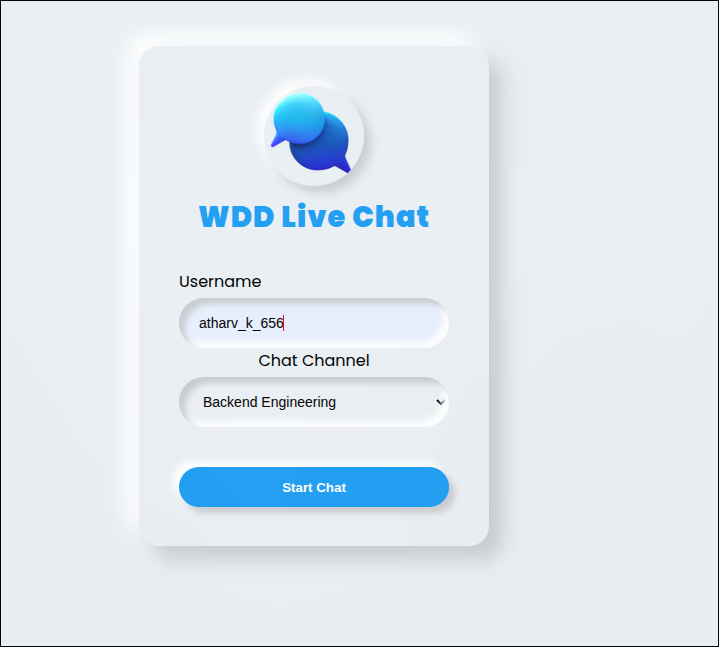 WDD Live Chat
Username
atharv_k_656
Chat Channel
Backend Engineering
Start Chat